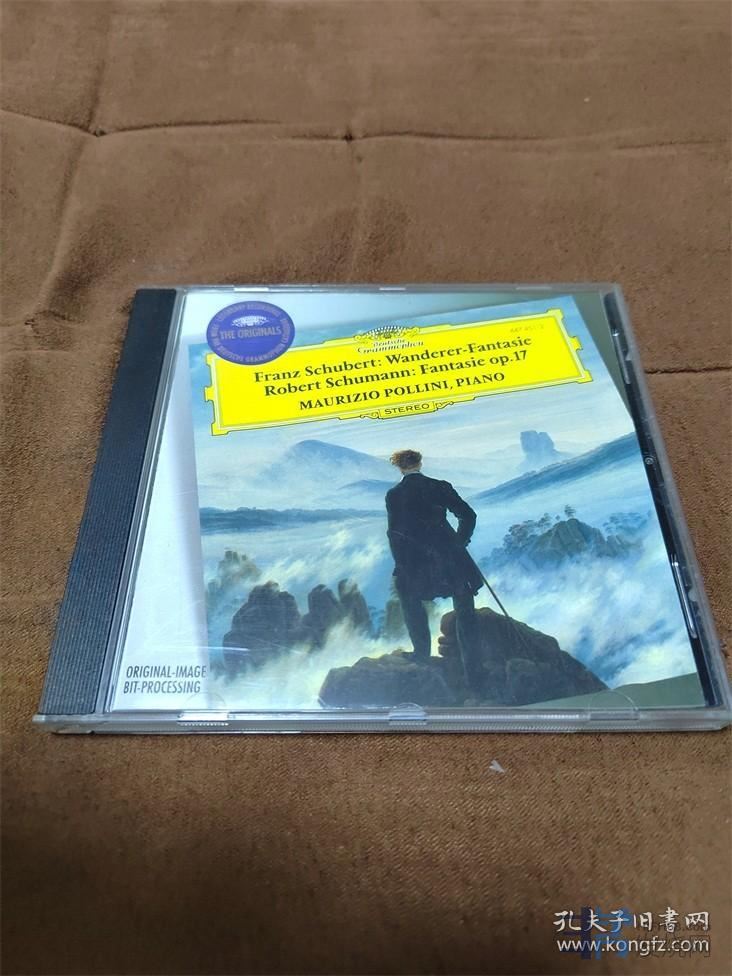 THE ORIGINALS
Deutsche
Grammophon
Franz Schubert: Wanderer-Fantasie
Robert Schumann: Fantasie op.17
MAURIZIO POLLINI, PIANO
STEREO
ORIGINAL-IMAGE
BIT-PROCESSING
孔夫子旧书网
www.kongfz.com